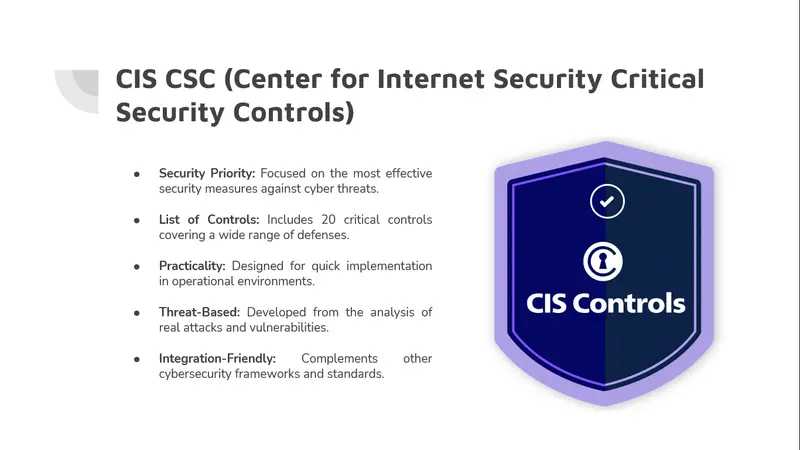 CIS CSC (Center for Internet Security Critical
Security Controls)
● Security Priority: Focused on the most effective
security measures against cyber threats.
● List of Controls: Includes 20 critical controls
covering a wide range of defenses.
● Practicality: Designed for quick implementation
in operational environments.
● Threat-Based: Developed from the analysis of
real attacks and vulnerabilities.
● Integration-Friendly: Complements other
cybersecurity frameworks and standards.
CIS Controls